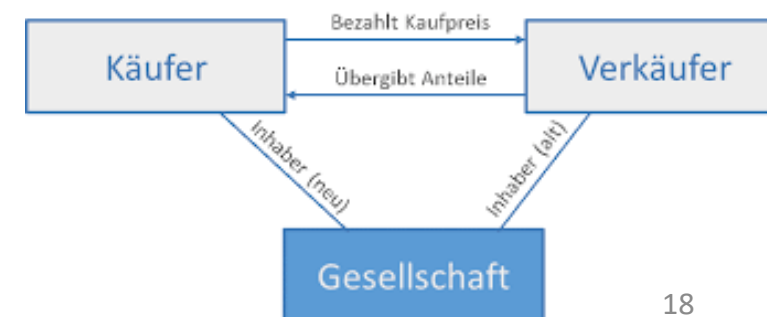 Bezahlt Kaufpreis
Käufer
Verkäufer
Übergibt Anteile
Inhaber (neu)
Inhaber (alt)
Gesellschaft
18